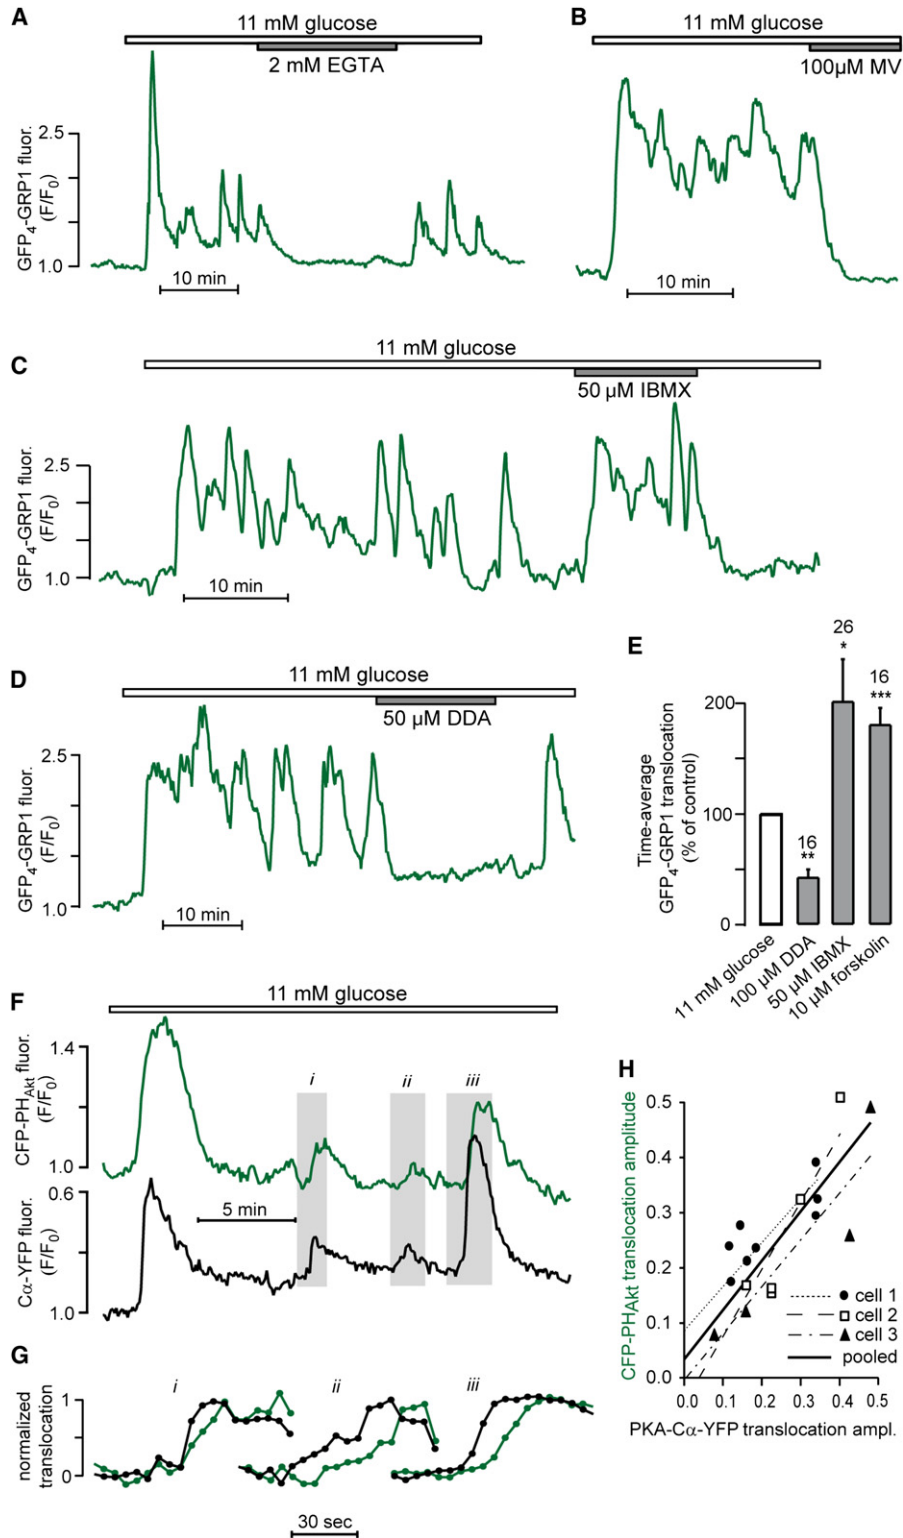 A
11 mM glucose
2 mM EGTA
GFP4-GRP1 fluor.
(F/F0)
2.5
1.0
10 min
B
11 mM glucose
100µM MV
10 min
C
11 mM glucose
50 µM IBMX
GFP4-GRP1 fluor.
(F/F0)
2.5
1.0
10 min
D
11 mM glucose
50 µM DDA
GFP4-GRP1 fluor.
(F/F0)
2.5
1.0
10 min
E
Time-average
GFP4-GRP1 translocation
(% of control)
200
100
0
16
**
26
*
16
***
11 mM glucose
100 µM DDA
50 µM IBMX
10 µM forskolin
F
11 mM glucose
CFP-PHAkt fluor.
(F/F0)
1.4
1.0
i
ii
iii
5 min
Cα-YFP fluor.
(F/F0)
0.6
1.0
G
normalized
translocation
1
0
i
ii
iii
30 sec
H
CFP-PHAkt translocation amplitude
0.5
0.4
0.3
0.2
0.1
0.0
0.0
0.1
0.2
0.3
0.4
0.5
cell 1
cell 2
cell 3
pooled
PKA-Cα-YFP translocation ampl.